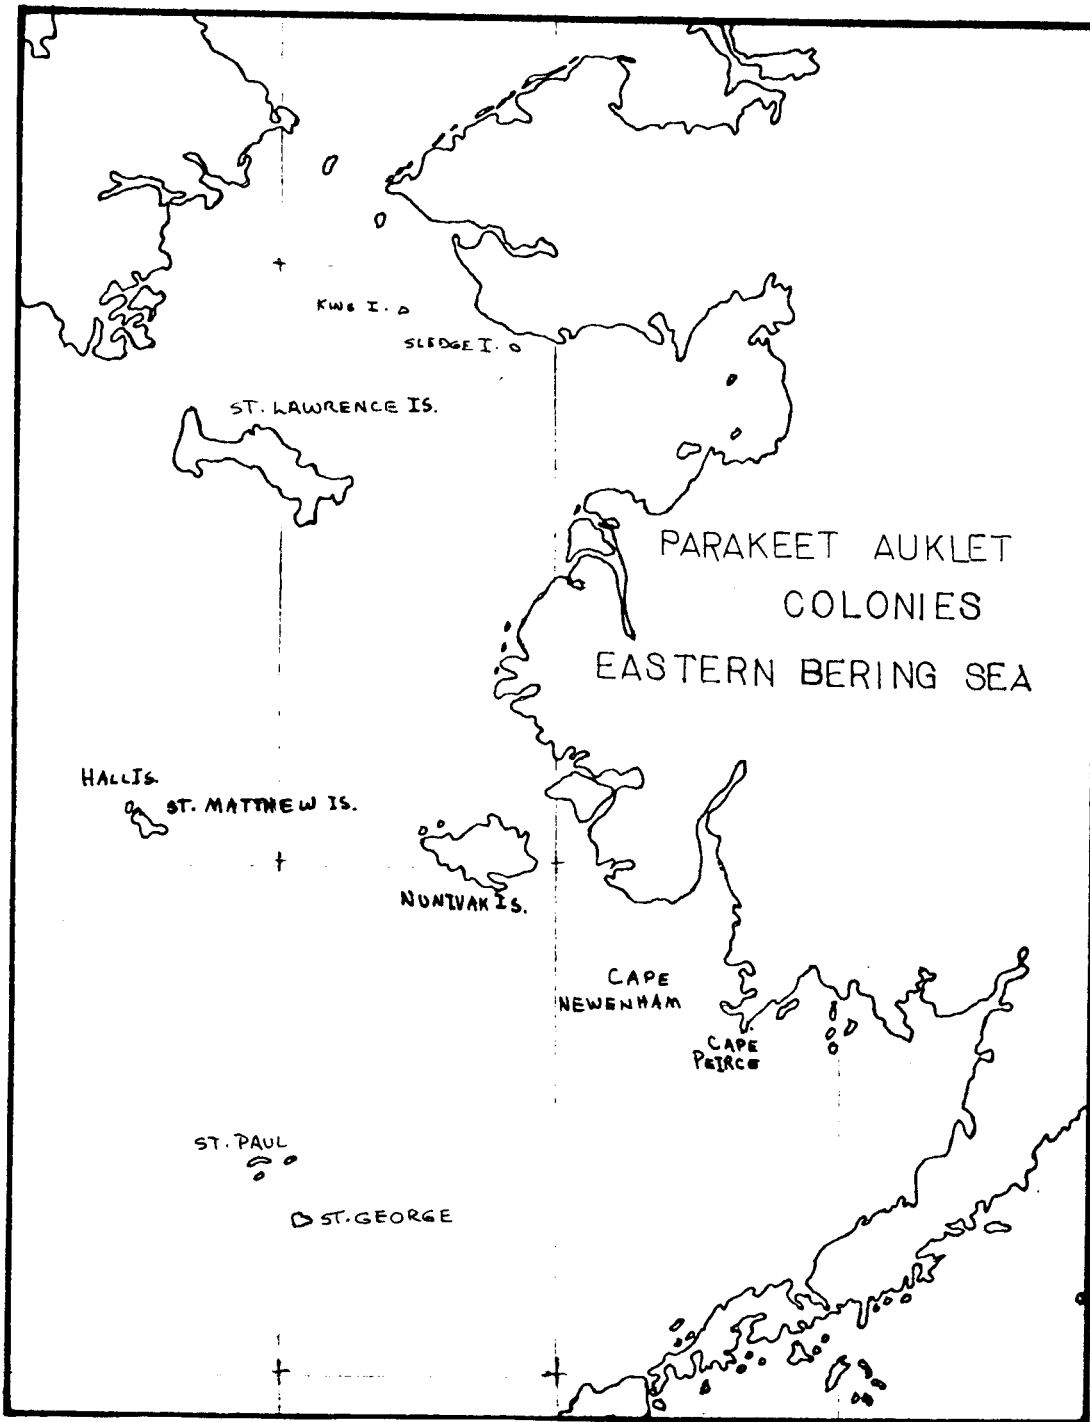 KING I.
SLEDGE I.
ST. LAWRENCE IS.
PARAKEET AUKLET
COLONIES
EASTERN BERING SEA
HALL IS.
ST. MATTHEW IS.
NUNIVAK IS.
CAPE
NEWENHAM
CAPE
PEIRCE
ST. PAUL
ST. GEORGE